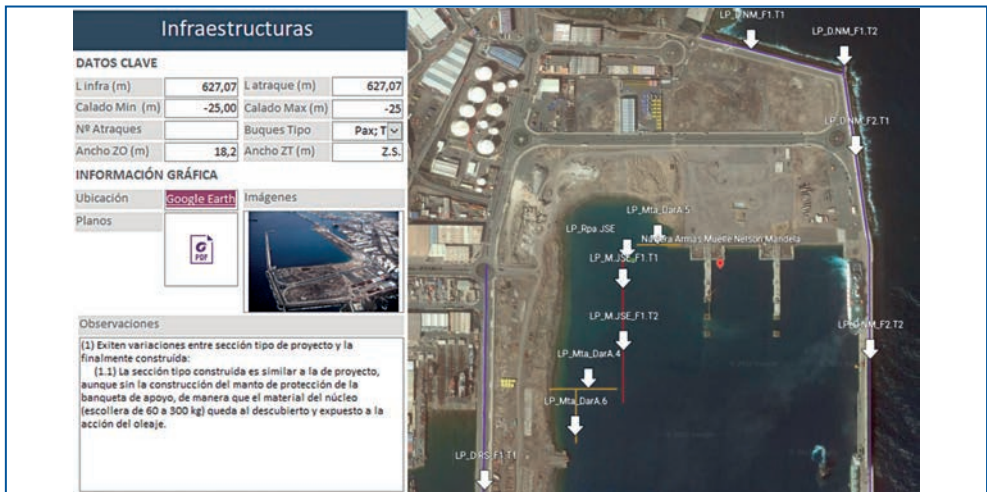 Infraestructuras
DATOS CLAVE
L infra (m) 627,07 L atraque (m) 627,07
Calado Min (m) -25,00 Calado Max (m) -25
Nº Atraques Buques Tipo Pax; T
Ancho ZO (m) 18,2 Ancho ZT (m) Z.S.
INFORMACIÓN GRÁFICA
Ubicación Google Earth Imágenes
Planos
PDF
Observaciones
(1) Exiten variaciones entre sección tipo de proyecto y la
finalmente construída:
(1.1) La sección tipo construida es similar a la de proyecto,
aunque sin la construcción del manto de protección de la
banqueta de apoyo, de manera que el material del núcleo
(escollera de 60 a 300 kg) queda al descubierto y expuesto a la
acción del oleaje.
LP_D.NM_F1.T1
LP_D.NM_F1.T2
LP_D.NM_F2.T1
LP_Mta_DarA.5
LP_Rpa.JSE
Naviera Armas Muelle Nelson Mandela
LP_M.JSE_F1.T1
LP_M.JSE_F1.T2
LP_D.NM_F2.T2
LP_Mta_DarA.4
LP_Mta_DarA.6
LP_D.RS_F1.T1